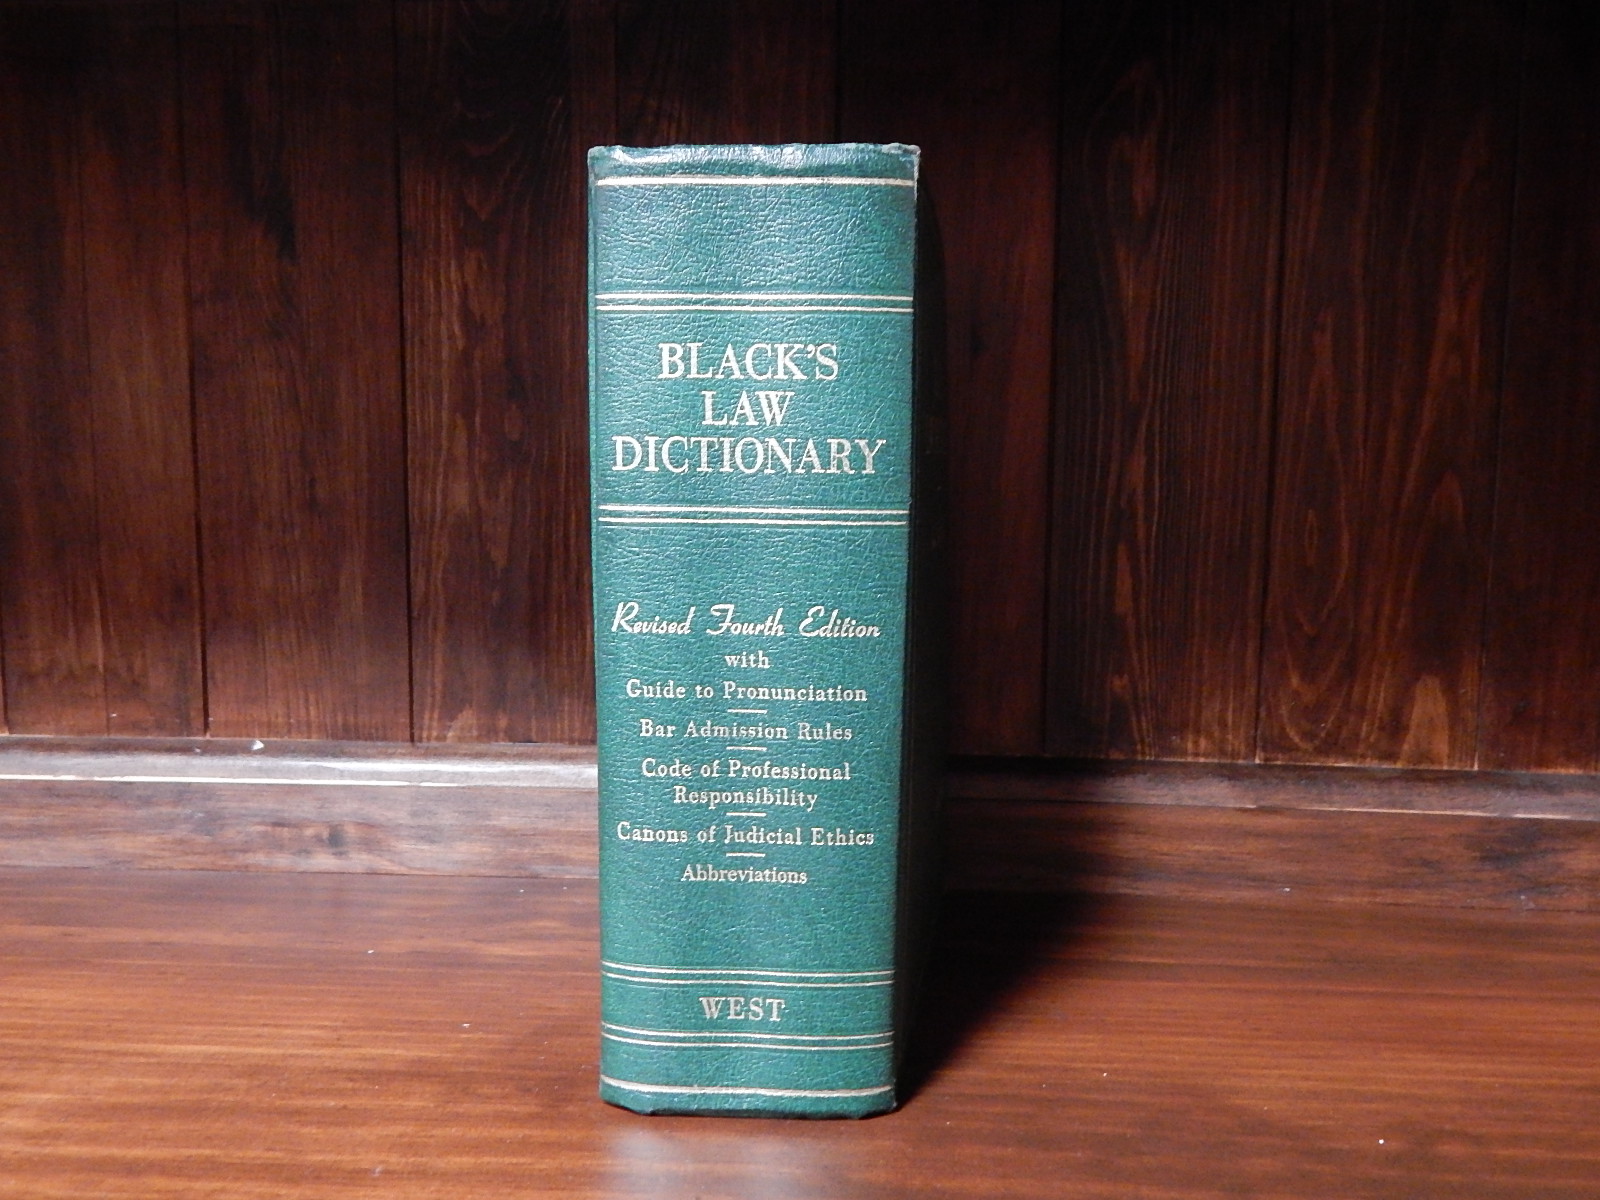 BLACK'S
LAW
DICTIONARY
Revised Fourth Edition
with
Guide to Pronunciation
Bar Admission Rules
Code of Professional
Responsibility
Canons of Judicial Ethics
Abbreviations
WEST